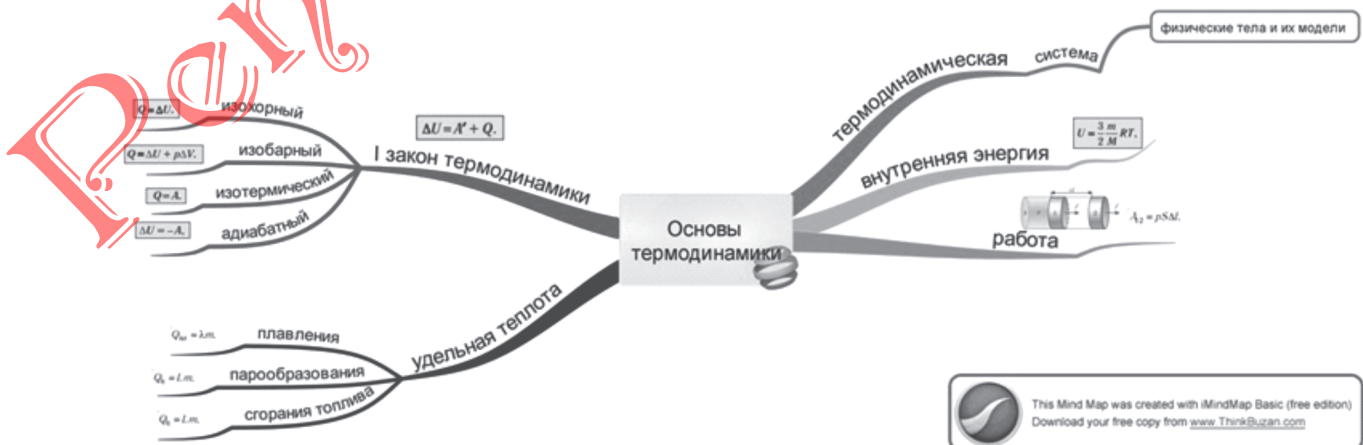 Основы
термодинамики
термодинамическая
система
физические тела и их модели
внутренняя энергия
U = 3/2 m/M RT.
работа
A₁₂ = pSΔl.
I закон термодинамики
ΔU = A′ + Q.
изохорный
Q = ΔU.
изобарный
Q = ΔU + pΔV.
изотермический
Q = A.
адиабатный
ΔU = −A.
удельная теплота
плавления
Qпл = λm.
парообразования
= Lm.
сгорания топлива
= Lm.
This Mind Map was created with iMindMap Basic (free edition)
Download your free copy from www.ThinkBuzan.com